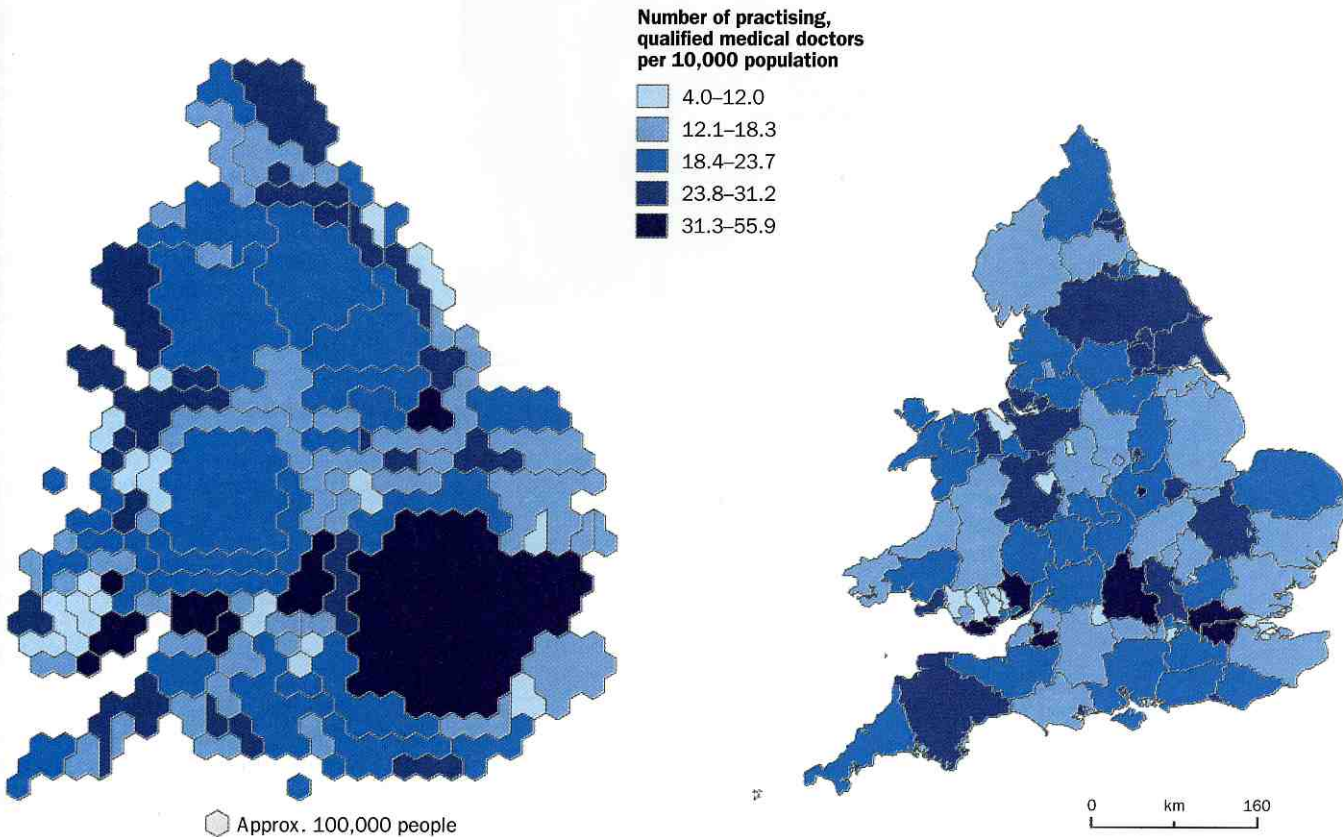 Number of practising,
qualified medical doctors
per 10,000 population
4.0–12.0
12.1–18.3
18.4–23.7
23.8–31.2
31.3–55.9
Approx. 100,000 people
0 km 160